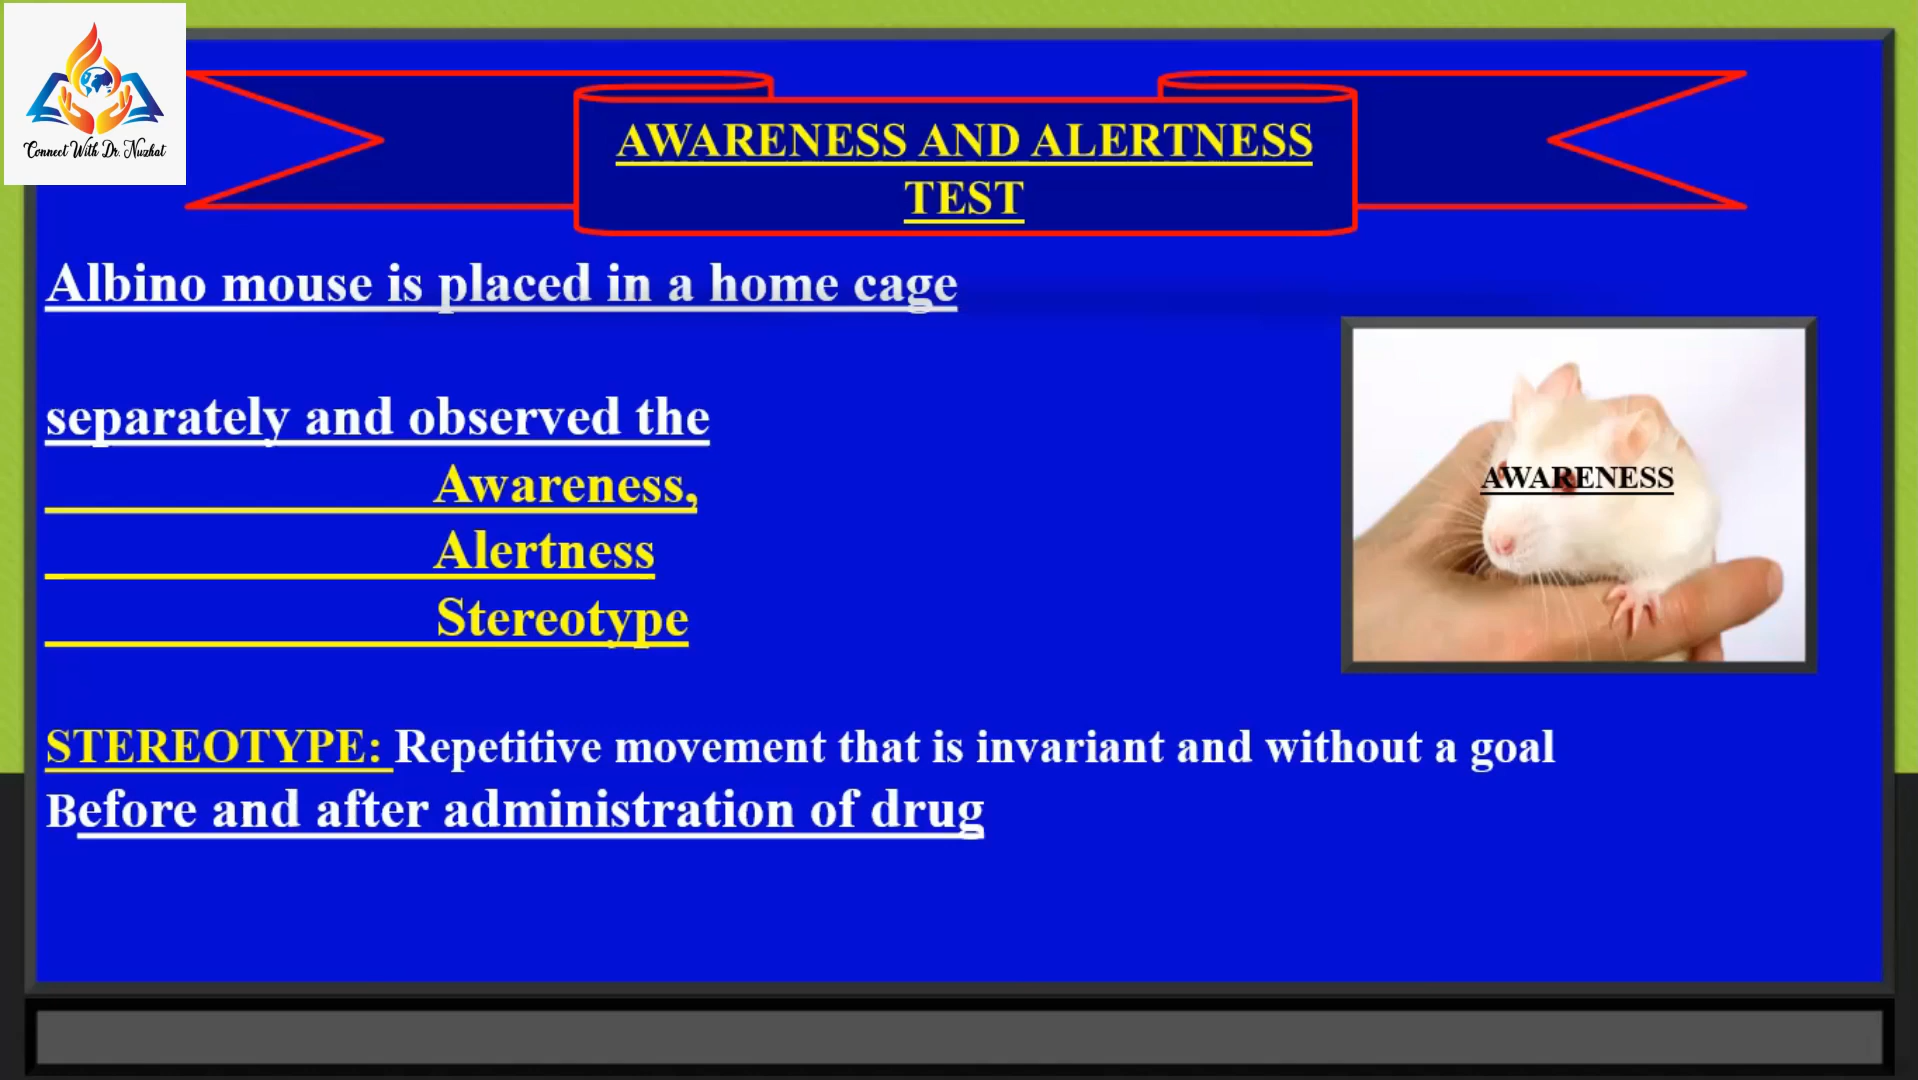 Connect With Dr. Nuzhat
AWARENESS AND ALERTNESS
TEST
Albino mouse is placed in a home cage
separately and observed the
Awareness,
Alertness
Stereotype
AWARENESS
STEREOTYPE: Repetitive movement that is invariant and without a goal
Before and after administration of drug